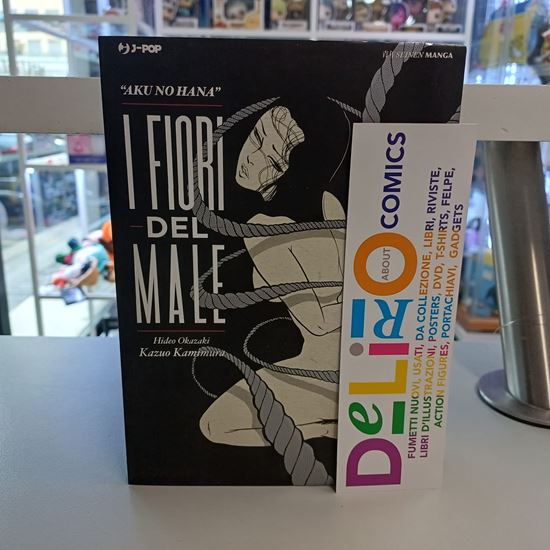 J-POP
SEINEN MANGA
"AKU NO HANA"
I FIORI
DEL
MALE
Hideo Okazaki
Kazuo Kamimura
DeLiRiO
ABOUT COMICS
FUMETTI NUOVI, USATI, DA COLLEZIONE, LIBRI, RIVISTE,
LIBRI D'ILLUSTRAZIONI, POSTERS, DVD, T-SHIRTS, FELPE,
ACTION FIGURES, PORTACHIAVI, GADGETS